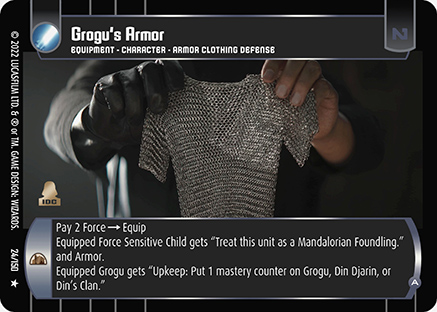 Grogu's Armor
EQUIPMENT - CHARACTER - ARMOR CLOTHING DEFENSE
N
© 2022 LUCASFILM LTD. & ® OR TM. GAME DESIGN: WIZARDS.
IDC
24/150
Pay 2 Force → Equip
Equipped Force Sensitive Child gets “Treat this unit as a Mandalorian Foundling.”
and Armor.
Equipped Grogu gets “Upkeep: Put 1 mastery counter on Grogu, Din Djarin, or
Din's Clan.”
A